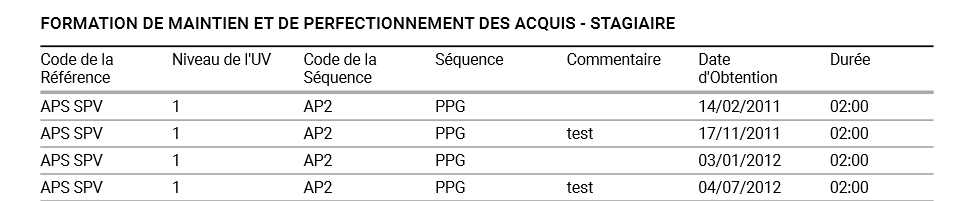 FORMATION DE MAINTIEN ET DE PERFECTIONNEMENT DES ACQUIS - STAGIAIRE
Code de la Référence Niveau de l'UV Code de la Séquence Séquence Commentaire Date d'Obtention Durée
APS SPV 1 AP2 PPG 14/02/2011 02:00
APS SPV 1 AP2 PPG test 17/11/2011 02:00
APS SPV 1 AP2 PPG 03/01/2012 02:00
APS SPV 1 AP2 PPG test 04/07/2012 02:00